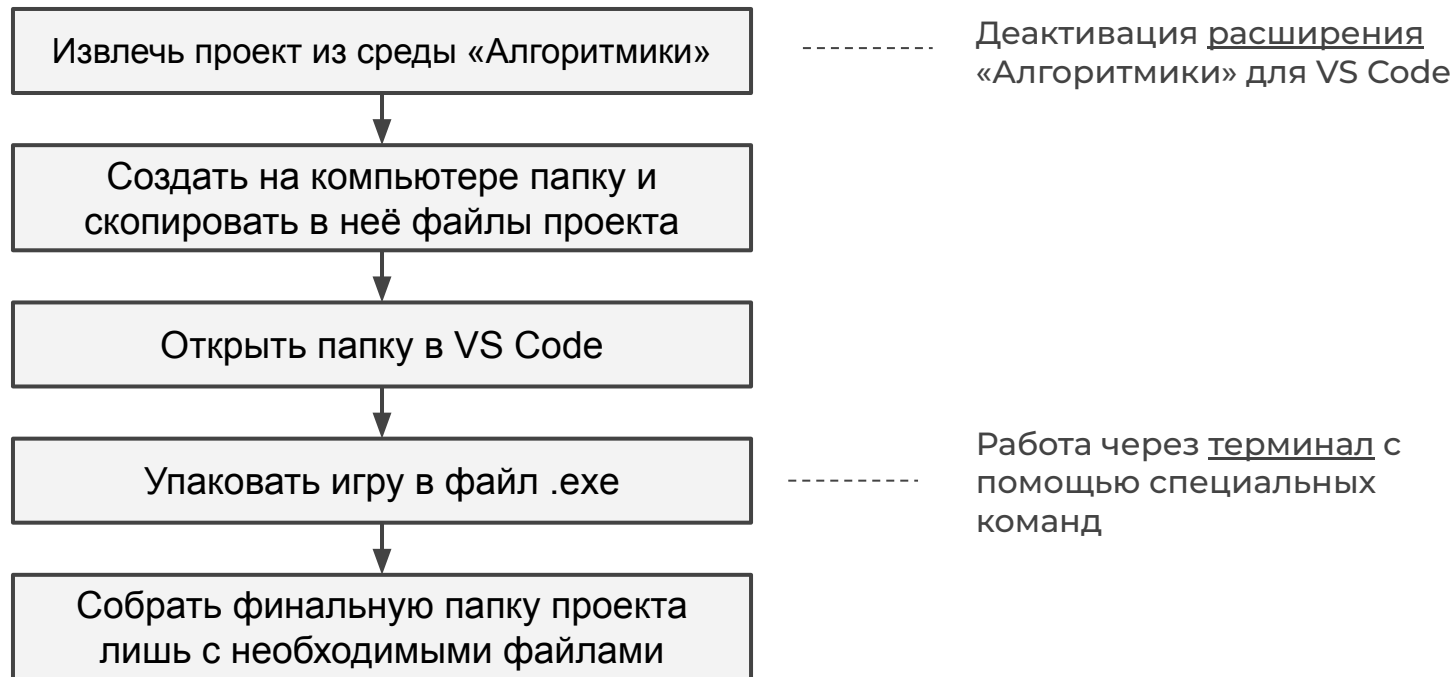 Извлечь проект из среды «Алгоритмики»
Деактивация расширения
«Алгоритмики» для VS Code
Создать на компьютере папку и
скопировать в неё файлы проекта
Открыть папку в VS Code
Упаковать игру в файл .exe
Работа через терминал с
помощью специальных
команд
Собрать финальную папку проекта
лишь с необходимыми файлами